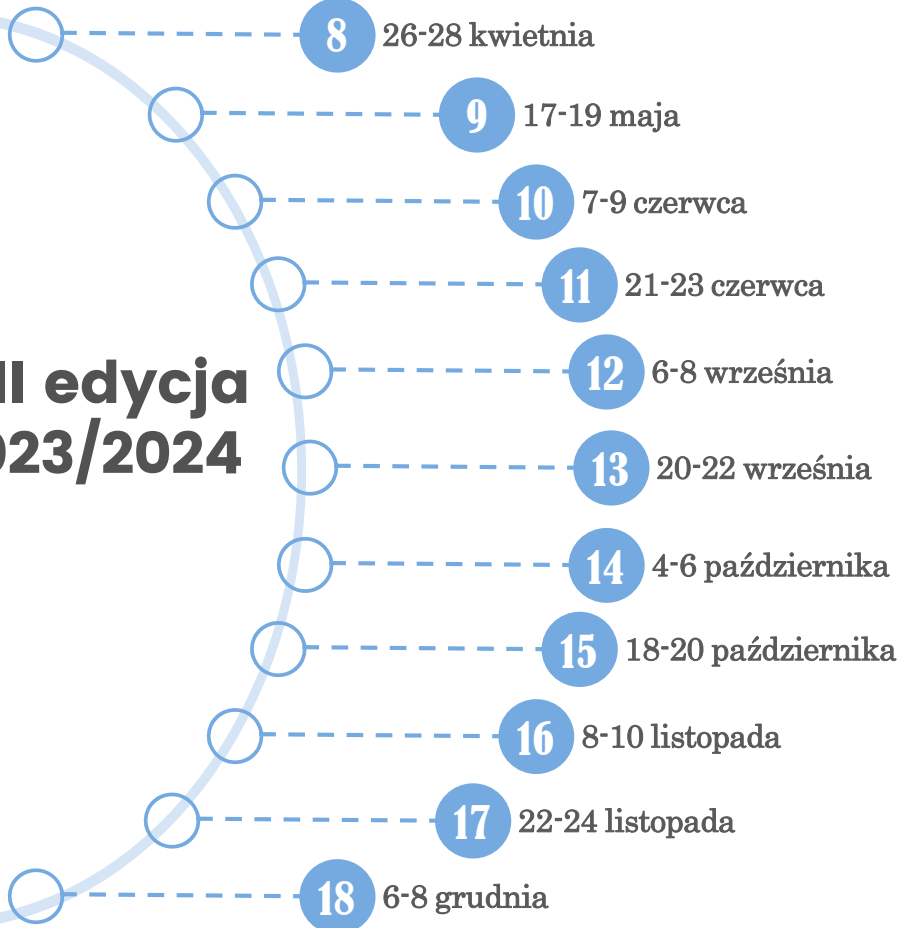 8 26-28 kwietnia
9 17-19 maja
10 7-9 czerwca
11 21-23 czerwca
12 6-8 września
II edycja
023/2024
13 20-22 września
14 4-6 października
15 18-20 października
16 8-10 listopada
17 22-24 listopada
18 6-8 grudnia